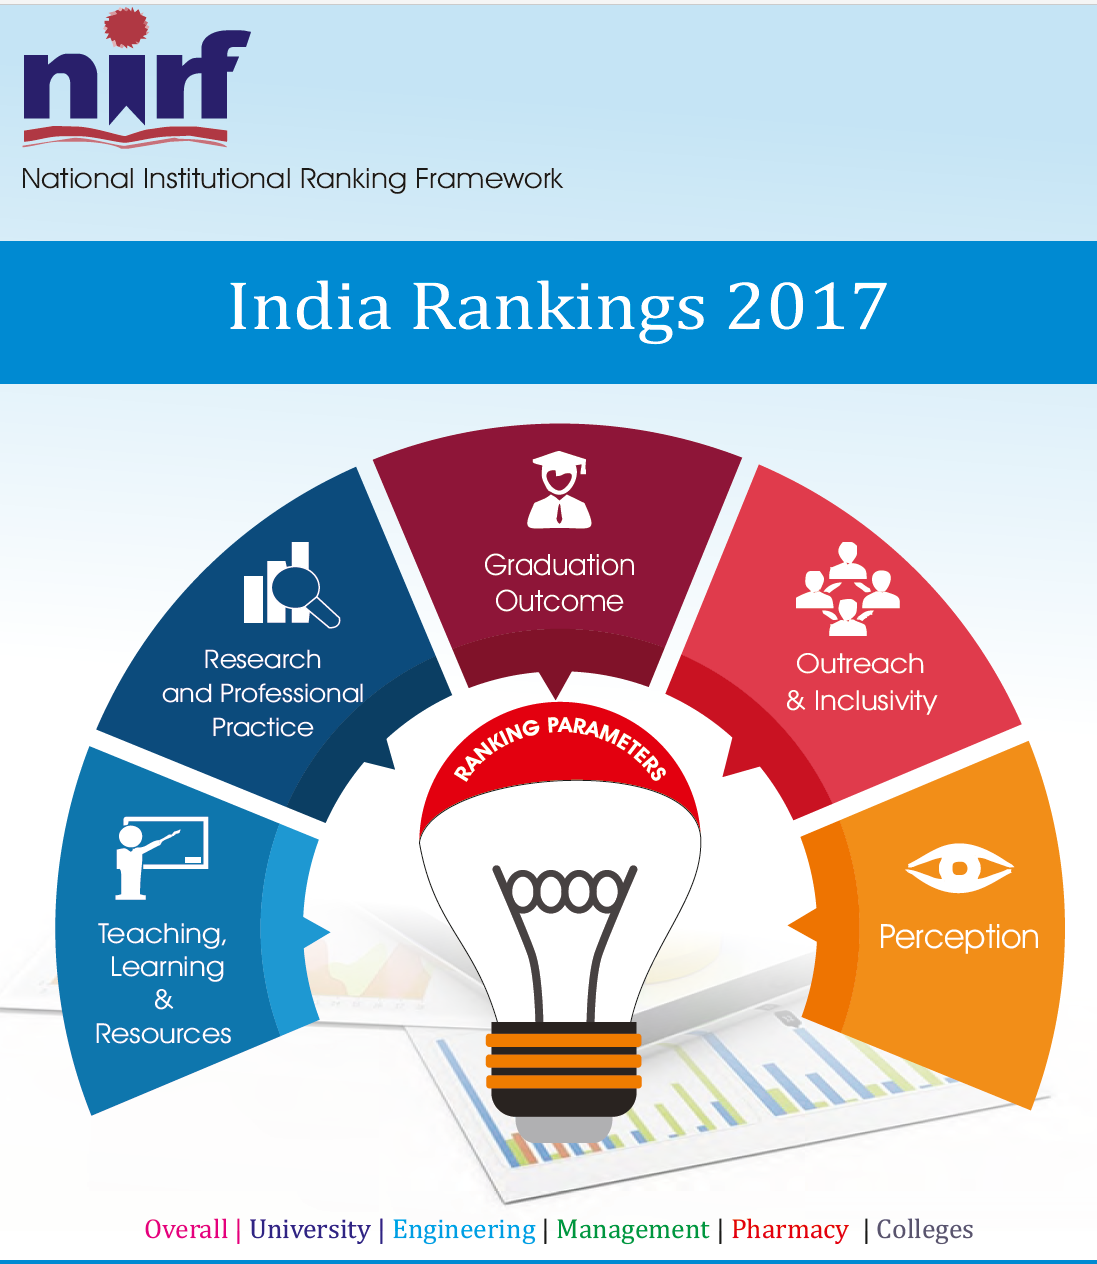 nirf
National Institutional Ranking Framework
India Rankings 2017
Graduation
Outcome
Research
and Professional
Practice
Outreach
& Inclusivity
RANKING PARAMETERS
Teaching,
Learning
&
Resources
Perception
Overall | University | Engineering | Management | Pharmacy | Colleges